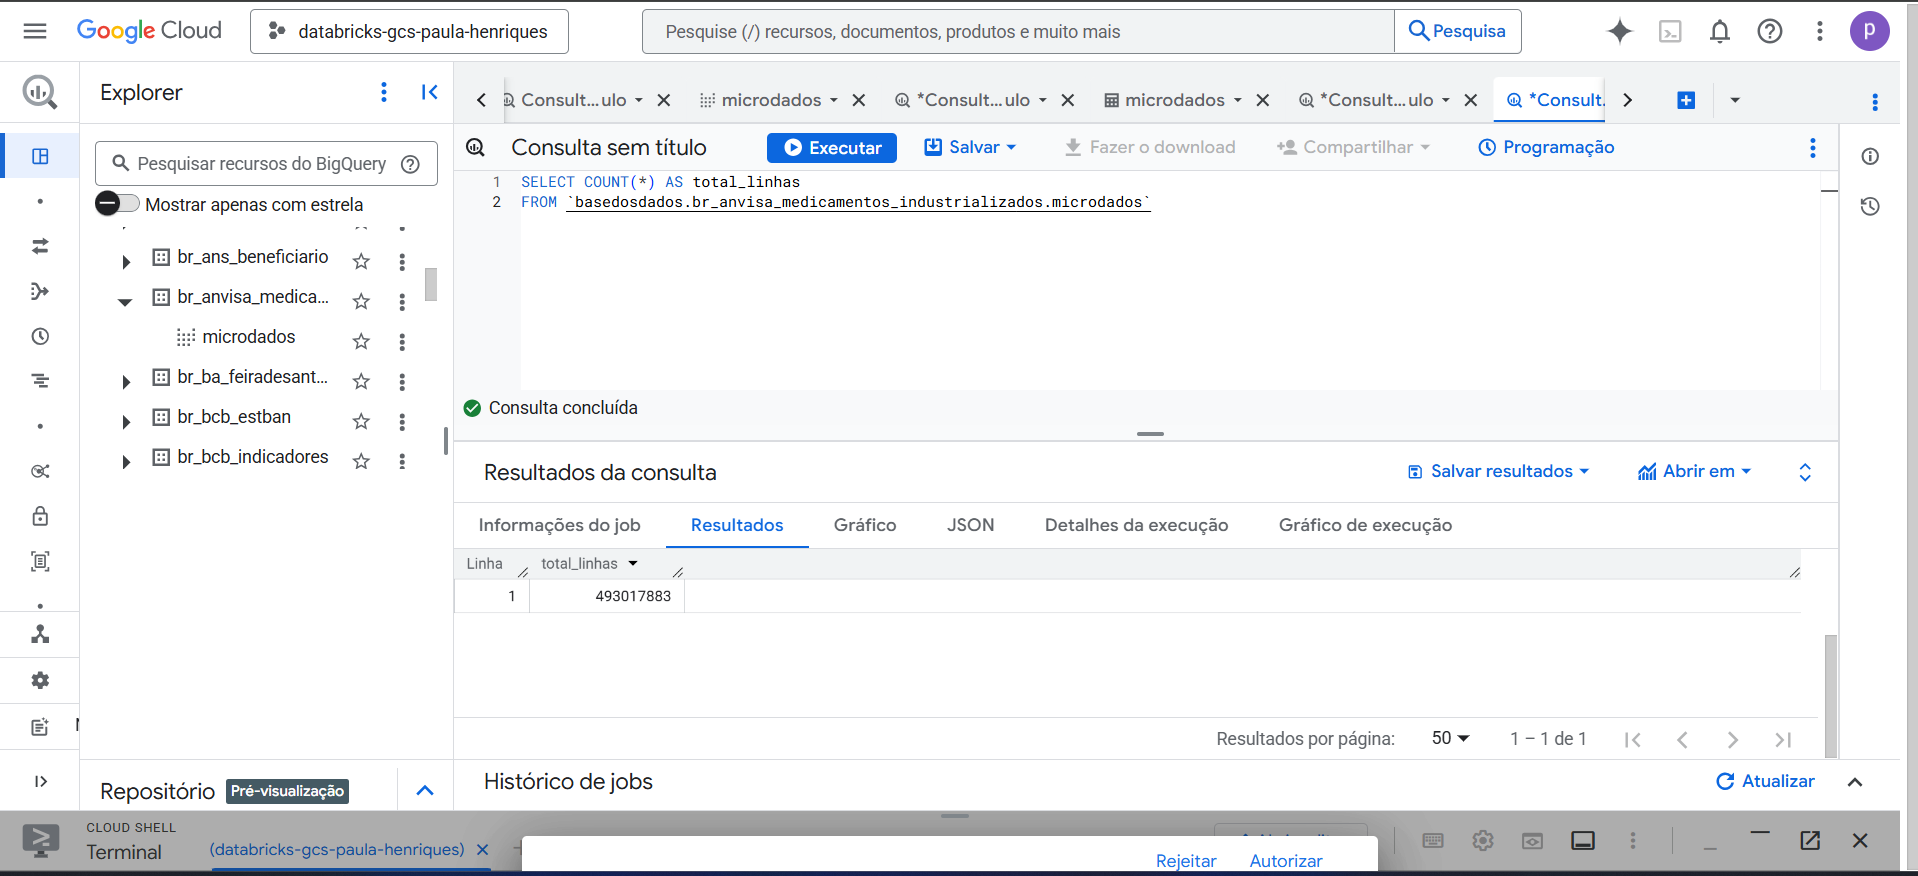 Google Cloud
databricks-gcs-paula-henriques
Pesquise (/) recursos, documentos, produtos e muito mais
Pesquisa
p
Explorer
Consult...ulo
microdados
*Consult...ulo
microdados
*Consult...ulo
*Consult.
Pesquisar recursos do BigQuery
Mostrar apenas com estrela
br_ans_beneficiario
br_anvisa_medica...
microdados
br_ba_feiradesant...
br_bcb_estban
br_bcb_indicadores
Repositório
Pré-visualização
Consulta sem título
Executar
Salvar
Fazer o download
Compartilhar
Programação
1 SELECT COUNT(*) AS total_linhas
2 FROM `basedosdados.br_anvisa_medicamentos_industrializados.microdados`
Consulta concluída
Resultados da consulta
Salvar resultados
Abrir em
Informações do job
Resultados
Gráfico
JSON
Detalhes da execução
Gráfico de execução
Linha total_linhas
1 493017883
Resultados por página:
50
1 – 1 de 1
Histórico de jobs
Atualizar
CLOUD SHELL
Terminal
(databricks-gcs-paula-henriques)
Rejeitar
Autorizar